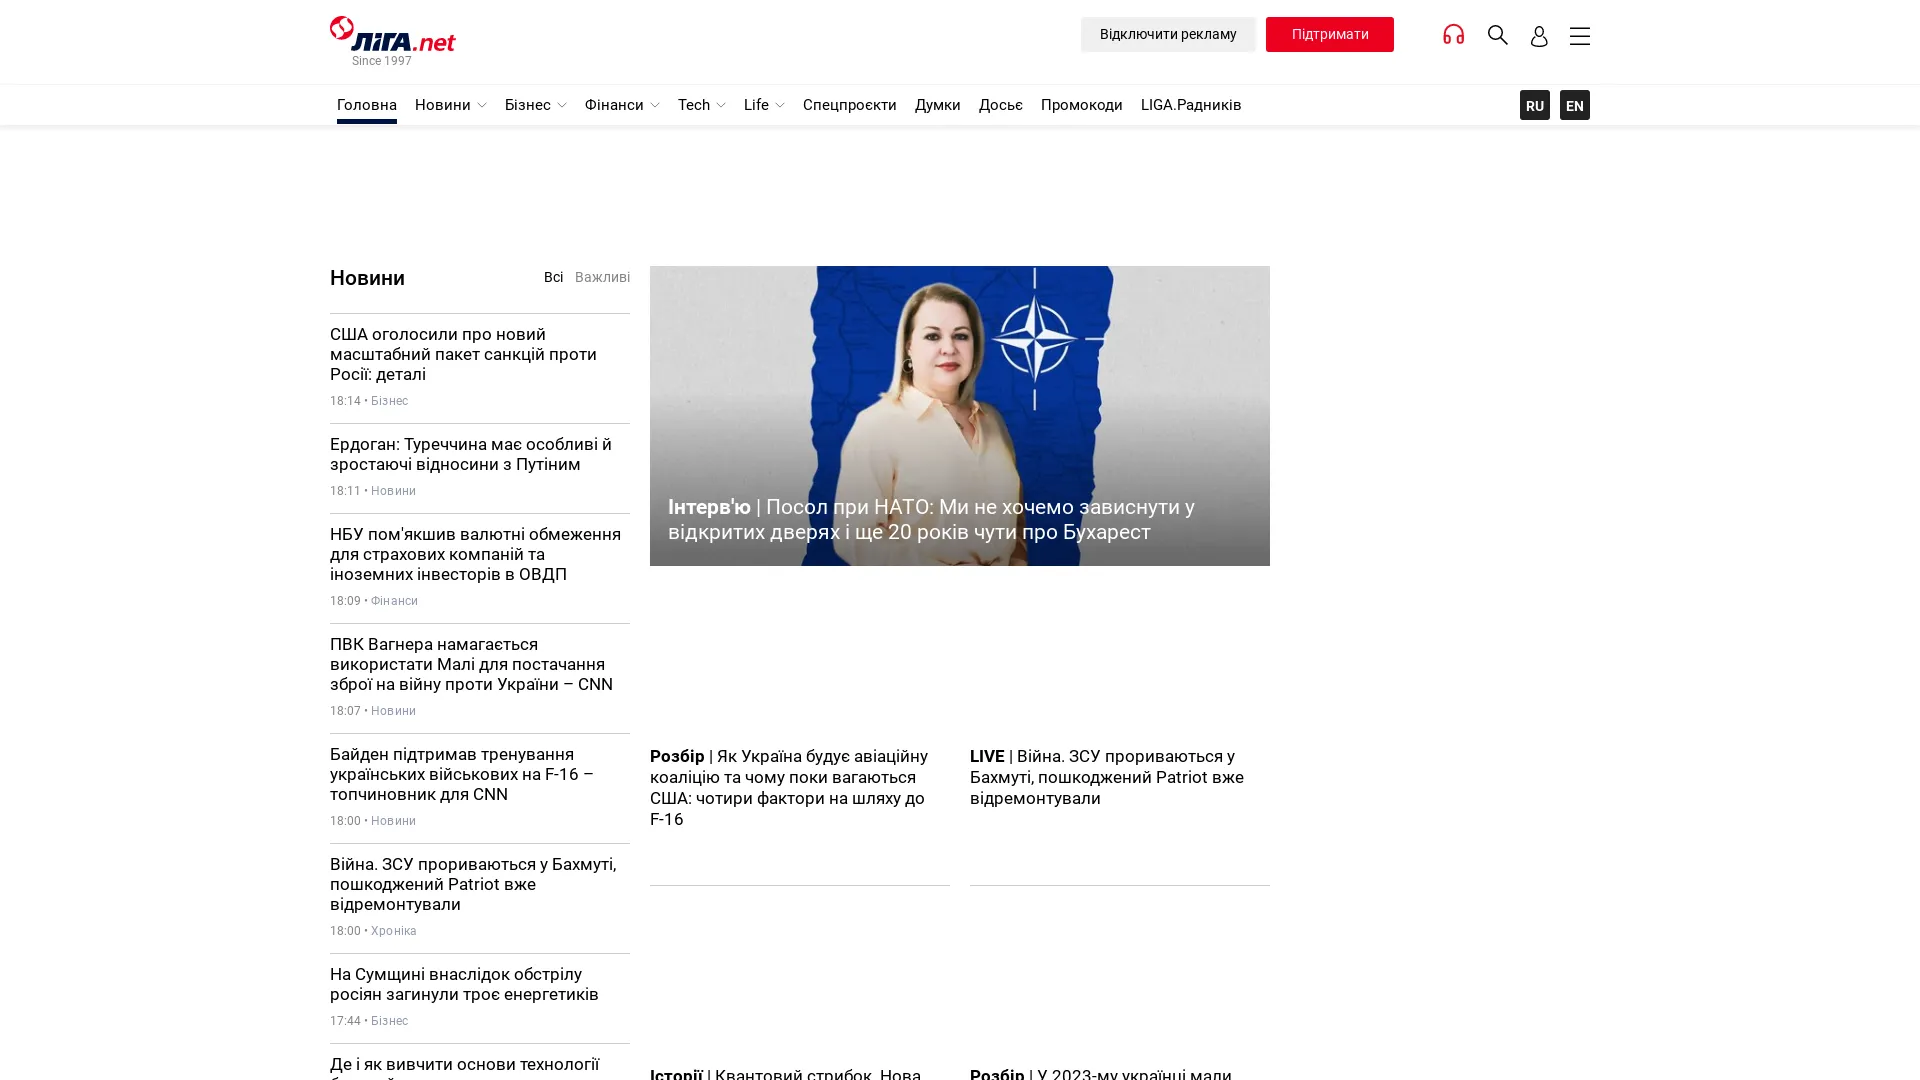 ЛІГА.net
Since 1997
Відключити рекламу
Підтримати
Головна
Новини
Бізнес
Фінанси
Tech
Life
Спецпроєкти
Думки
Досьє
Промокоди
LIGA.Радників
RU
EN
Новини
Всі
Важливі
США оголосили про новий
масштабний пакет санкцій проти
Росії: деталі
18:14 • Бізнес
Ердоган: Туреччина має особливі й
зростаючі відносини з Путіним
18:11 • Новини
НБУ пом'якшив валютні обмеження
для страхових компаній та
іноземних інвесторів в ОВДП
18:09 • Фінанси
ПВК Вагнера намагається
використати Малі для постачання
зброї на війну проти України – CNN
18:07 • Новини
Байден підтримав тренування
українських військових на F-16 –
топчиновник для CNN
18:00 • Новини
Війна. ЗСУ прориваються у Бахмуті,
пошкоджений Patriot вже
відремонтували
18:00 • Хроніка
На Сумщині внаслідок обстрілу
росіян загинули троє енергетиків
17:44 • Бізнес
Де і як вивчити основи технології
Інтерв'ю | Посол при НАТО: Ми не хочемо зависнути у
відкритих дверях і ще 20 років чути про Бухарест
Розбір | Як Україна будує авіаційну
коаліцію та чому поки вагаються
США: чотири фактори на шляху до
F-16
LIVE | Війна. ЗСУ прориваються у
Бахмуті, пошкоджений Patriot вже
відремонтували
Історії | Квантовий стрибок. Нова
Розбір | У 2023-му українці мали